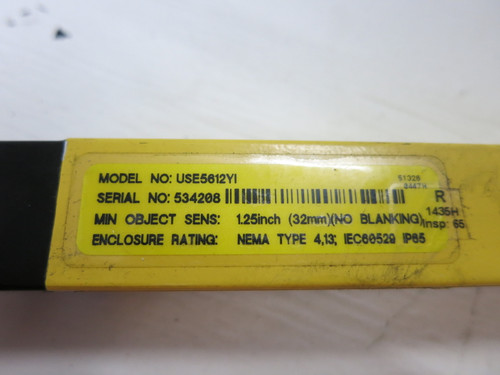 MODEL NO: USE5612YI
SERIAL NO: 534208
MIN OBJECT SENS: 1.25inch (32mm)(NO BLANKING)
ENCLOSURE RATING: NEMA TYPE 4,13; IEC60529 IP65
R
1435H
Insp: 65